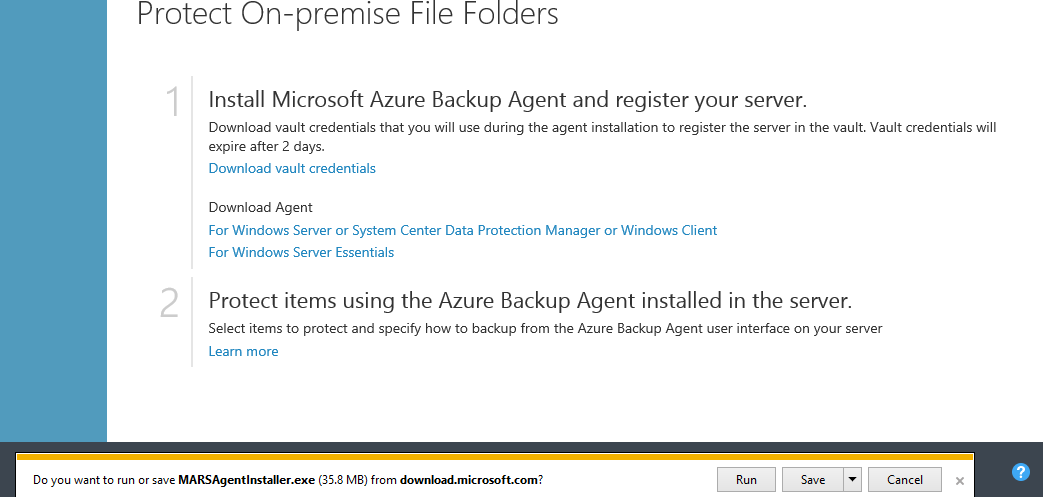 Protect On-premise File Folders
1
Install Microsoft Azure Backup Agent and register your server.
Download vault credentials that you will use during the agent installation to register the server in the vault. Vault credentials will
expire after 2 days.
Download vault credentials
Download Agent
For Windows Server or System Center Data Protection Manager or Windows Client
For Windows Server Essentials
2
Protect items using the Azure Backup Agent installed in the server.
Select items to protect and specify how to backup from the Azure Backup Agent user interface on your server
Learn more
Do you want to run or save MARSAgentInstaller.exe (35.8 MB) from download.microsoft.com?
Run
Save
Cancel
×
?